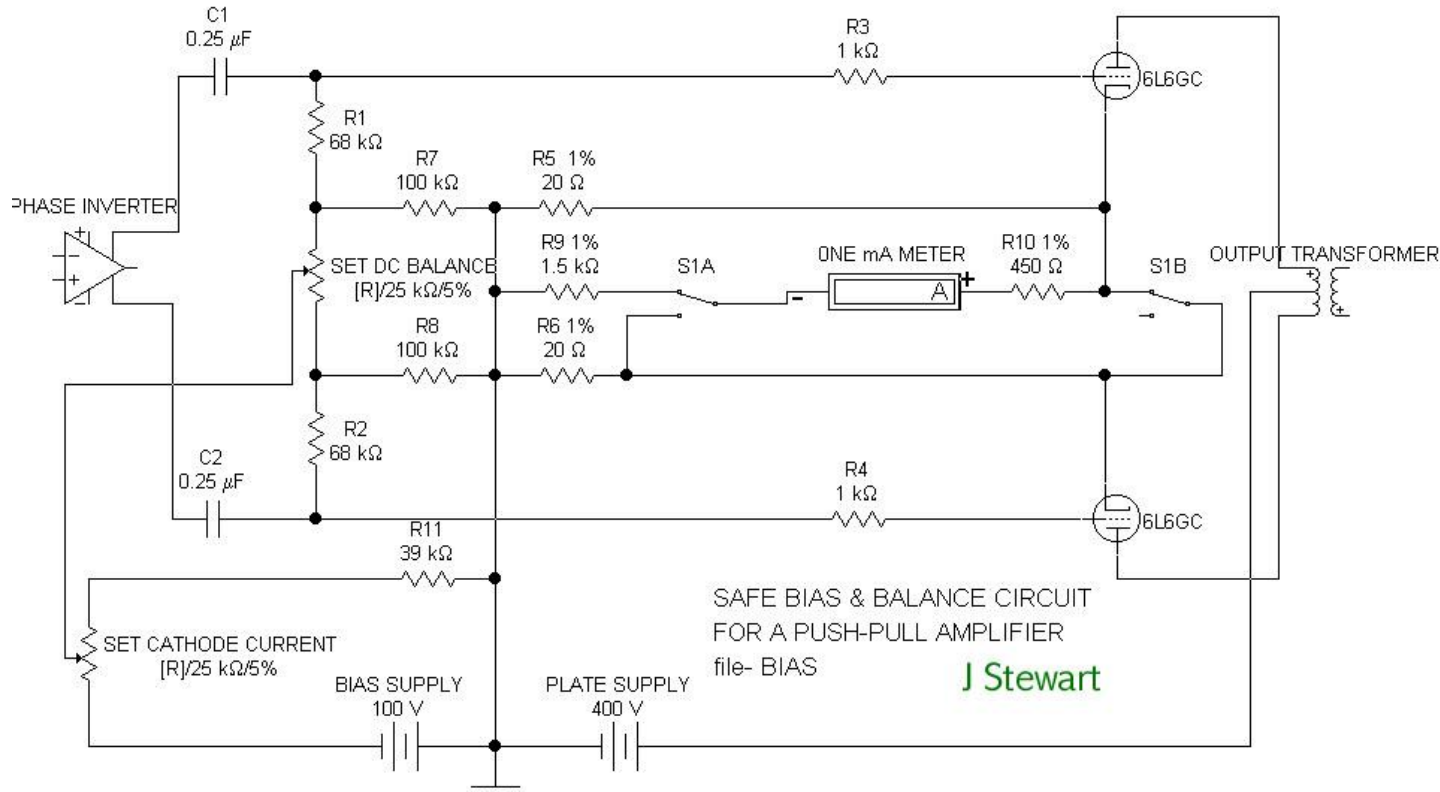 C1
0.25 µF
R3
1 kΩ
6L6GC
R1
68 kΩ
R7
100 kΩ
R5 1%
20 Ω
PHASE INVERTER
R9 1%
1.5 kΩ
S1A
ONE mA METER
A
+
-
R10 1%
450 Ω
S1B
OUTPUT TRANSFORMER
SET DC BALANCE
[R]/25 kΩ/5%
R8
100 kΩ
R6 1%
20 Ω
R2
68 kΩ
C2
0.25 µF
R4
1 kΩ
6L6GC
R11
39 kΩ
SET CATHODE CURRENT
[R]/25 kΩ/5%
BIAS SUPPLY
100 V
PLATE SUPPLY
400 V
SAFE BIAS & BALANCE CIRCUIT
FOR A PUSH-PULL AMPLIFIER
file- BIAS
J Stewart